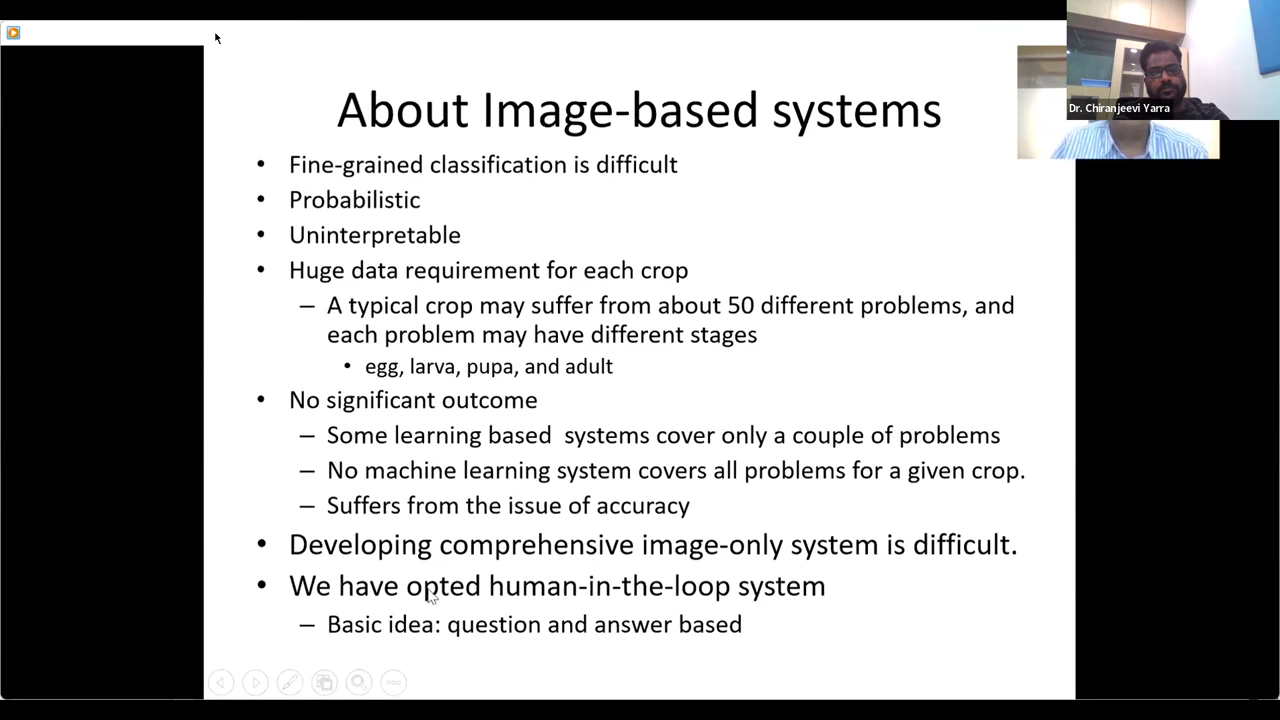 About Image-based systems
Dr. Chiranjeevi Yarra
• Fine-grained classification is difficult
• Probabilistic
• Uninterpretable
• Huge data requirement for each crop
– A typical crop may suffer from about 50 different problems, and
each problem may have different stages
• egg, larva, pupa, and adult
• No significant outcome
– Some learning based  systems cover only a couple of problems
– No machine learning system covers all problems for a given crop.
– Suffers from the issue of accuracy
• Developing comprehensive image-only system is difficult.
• We have opted human-in-the-loop system
– Basic idea: question and answer based